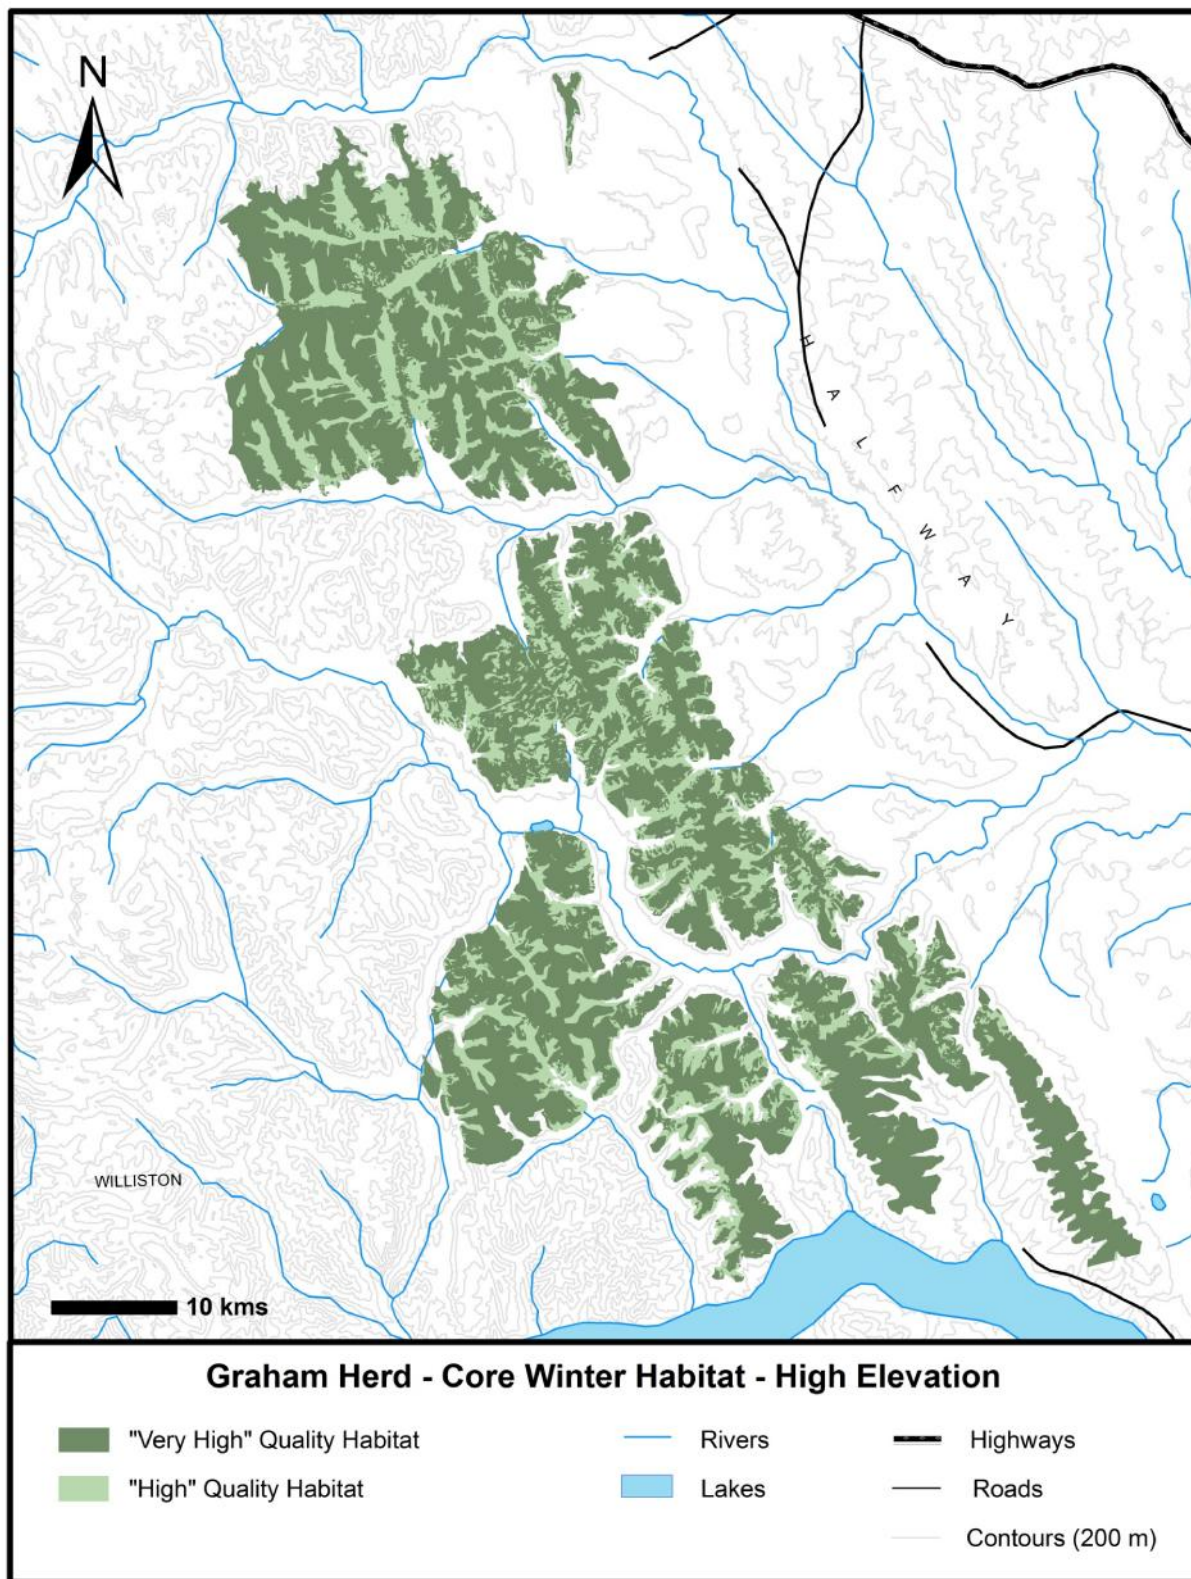 N
HALFWAY
WILLISTON
10 kms
Graham Herd - Core Winter Habitat - High Elevation
"Very High" Quality Habitat
Rivers
Highways
"High" Quality Habitat
Lakes
Roads
Contours (200 m)